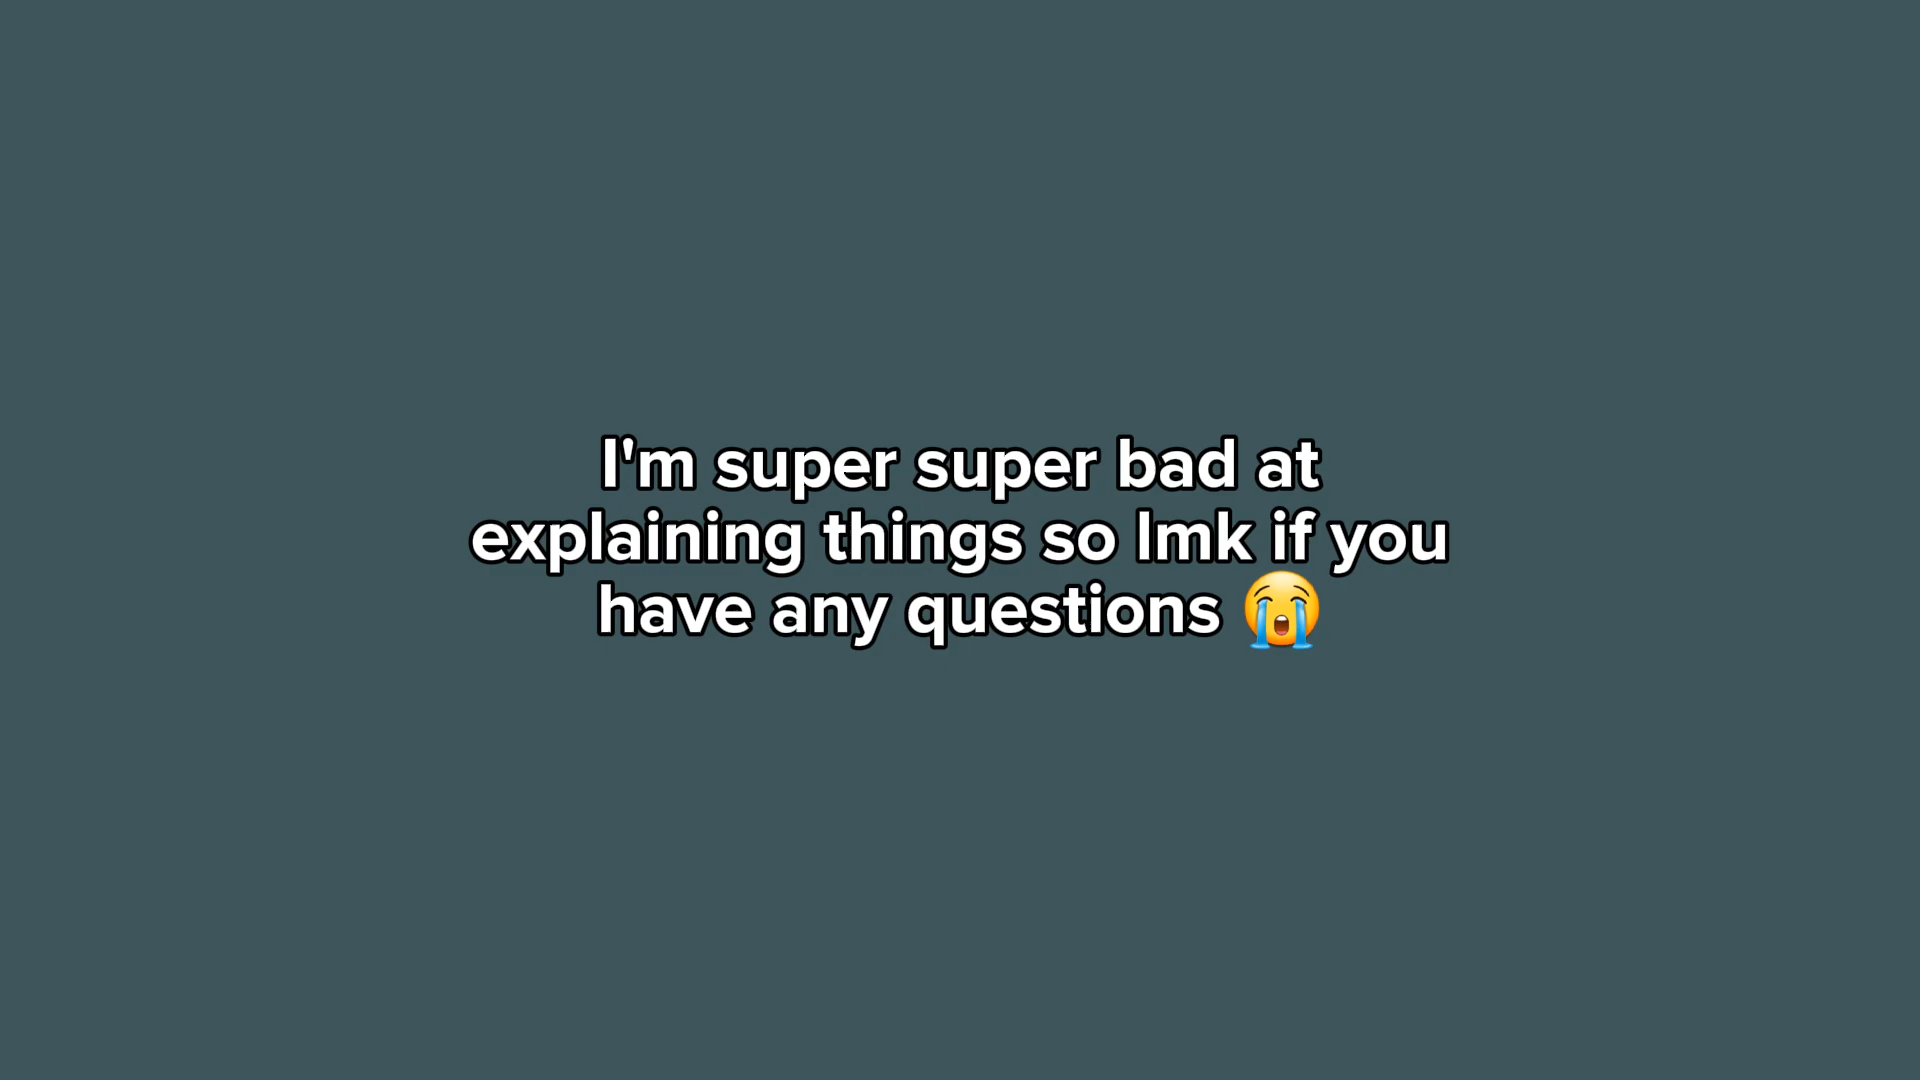 I'm super super bad at
explaining things so lmk if you
have any questions 😭